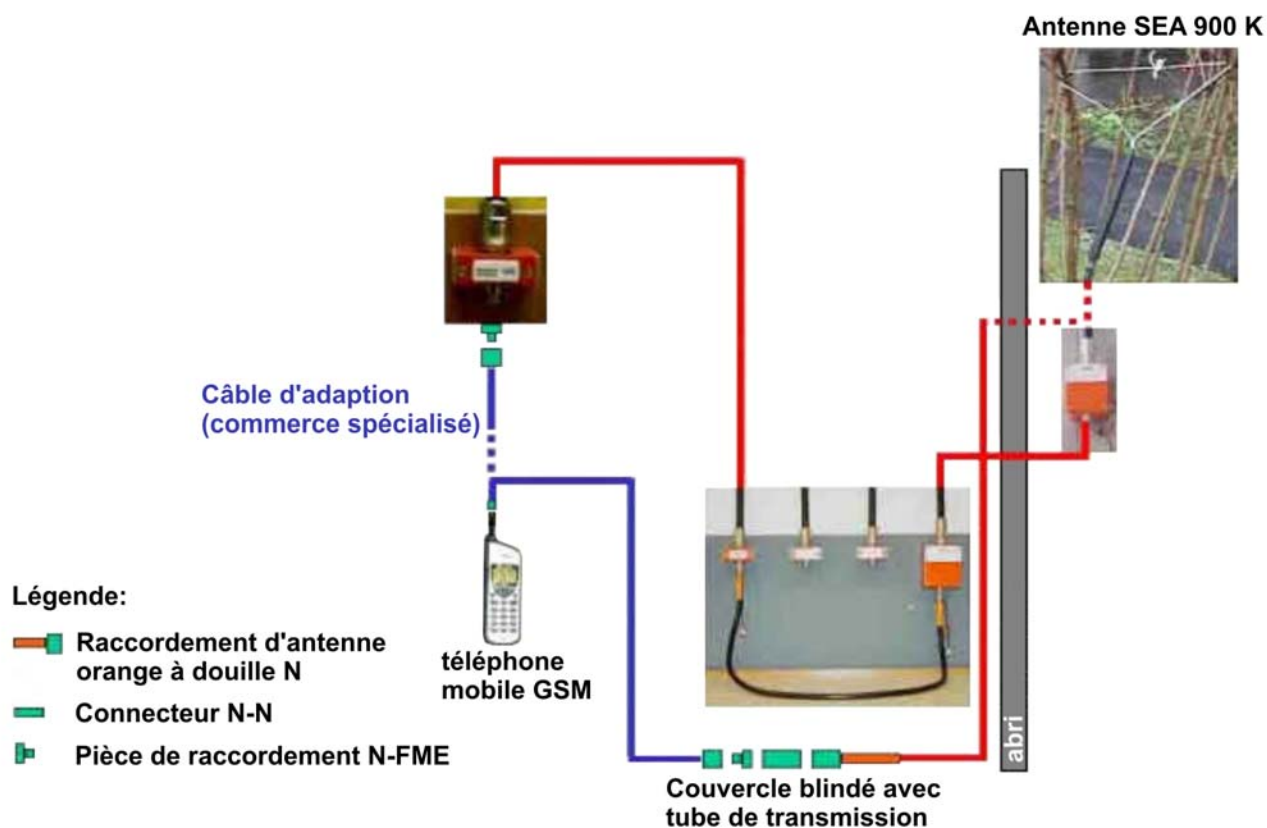 Antenne SEA 900 K
Câble d'adaption
(commerce spécialisé)
Légende:
Raccordement d'antenne
orange à douille N
Connecteur N-N
Pièce de raccordement N-FME
téléphone
mobile GSM
Couvercle blindé avec
tube de transmission
abri